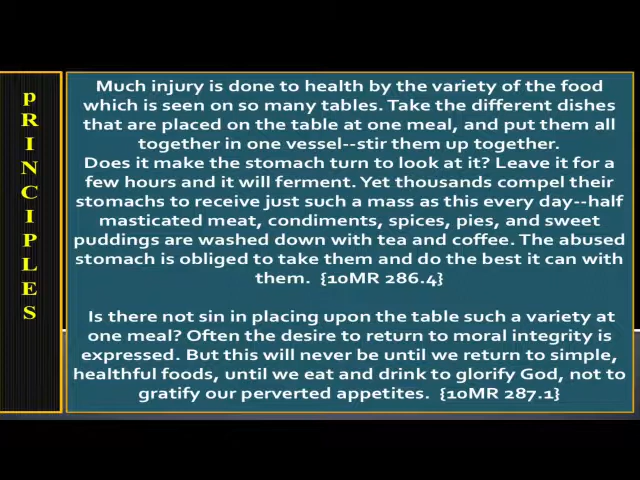 pRINCIPLES
Much injury is done to health by the variety of the food
which is seen on so many tables. Take the different dishes
that are placed on the table at one meal, and put them all
together in one vessel--stir them up together.
Does it make the stomach turn to look at it? Leave it for a
few hours and it will ferment. Yet thousands compel their
stomachs to receive just such a mass as this every day--half
masticated meat, condiments, spices, pies, and sweet
puddings are washed down with tea and coffee. The abused
stomach is obliged to take them and do the best it can with
them. {10MR 286.4}
Is there not sin in placing upon the table such a variety at
one meal? Often the desire to return to moral integrity is
expressed. But this will never be until we return to simple,
healthful foods, until we eat and drink to glorify God, not to
gratify our perverted appetites. {10MR 287.1}